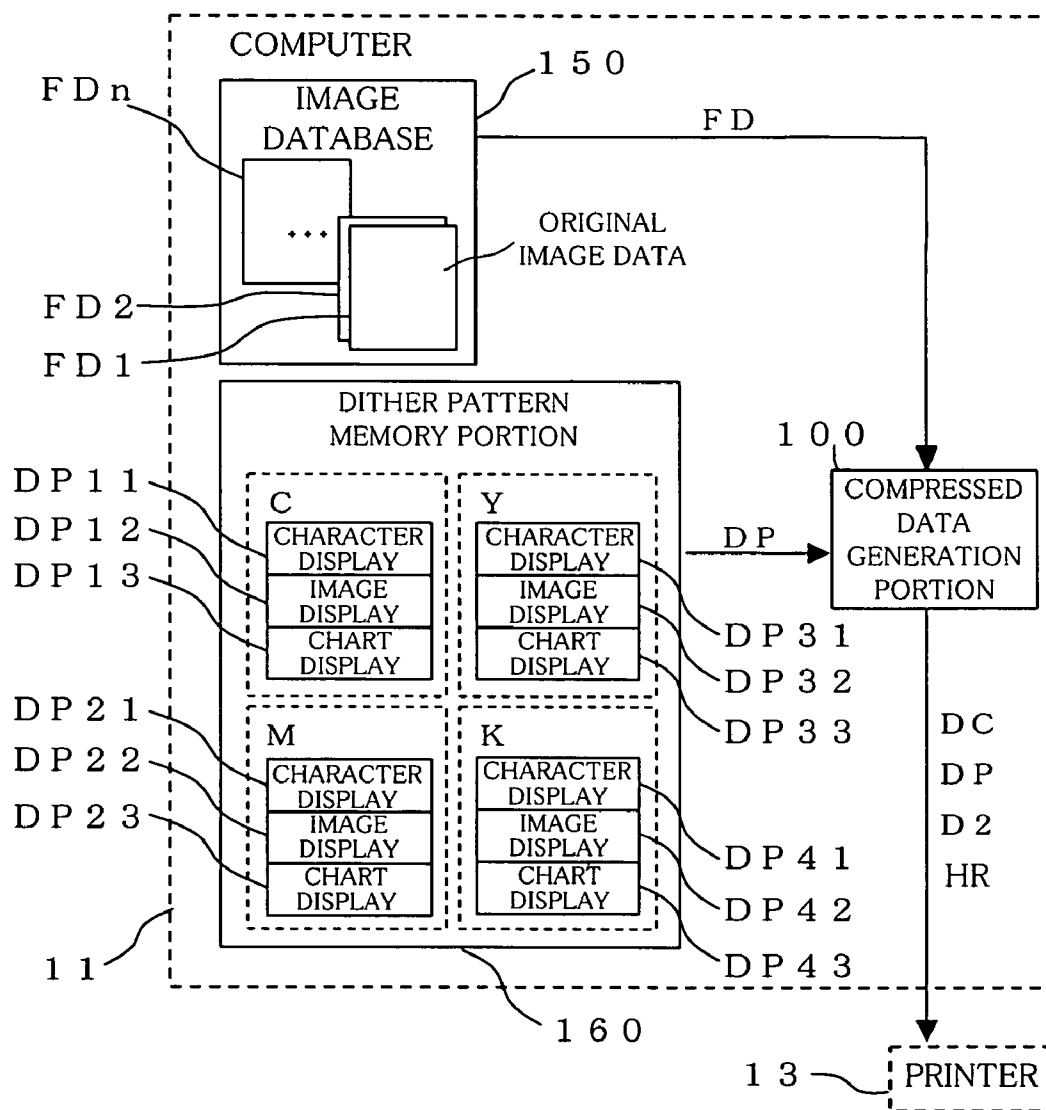 COMPUTER
150
FDn
IMAGE
DATABASE
FD
...
ORIGINAL
IMAGE DATA
FD2
FD1
DITHER PATTERN
MEMORY PORTION
100
COMPRESSED
DATA
GENERATION
PORTION
DP
DP11
DP12
DP13
C
CHARACTER
DISPLAY
IMAGE
DISPLAY
CHART
DISPLAY
Y
CHARACTER
DISPLAY
IMAGE
DISPLAY
CHART
DISPLAY
DP31
DP32
DP33
DP21
DP22
DP23
M
CHARACTER
DISPLAY
IMAGE
DISPLAY
CHART
DISPLAY
K
CHARACTER
DISPLAY
IMAGE
DISPLAY
CHART
DISPLAY
DP41
DP42
DP43
DC
DP
D2
HR
11
160
13
PRINTER